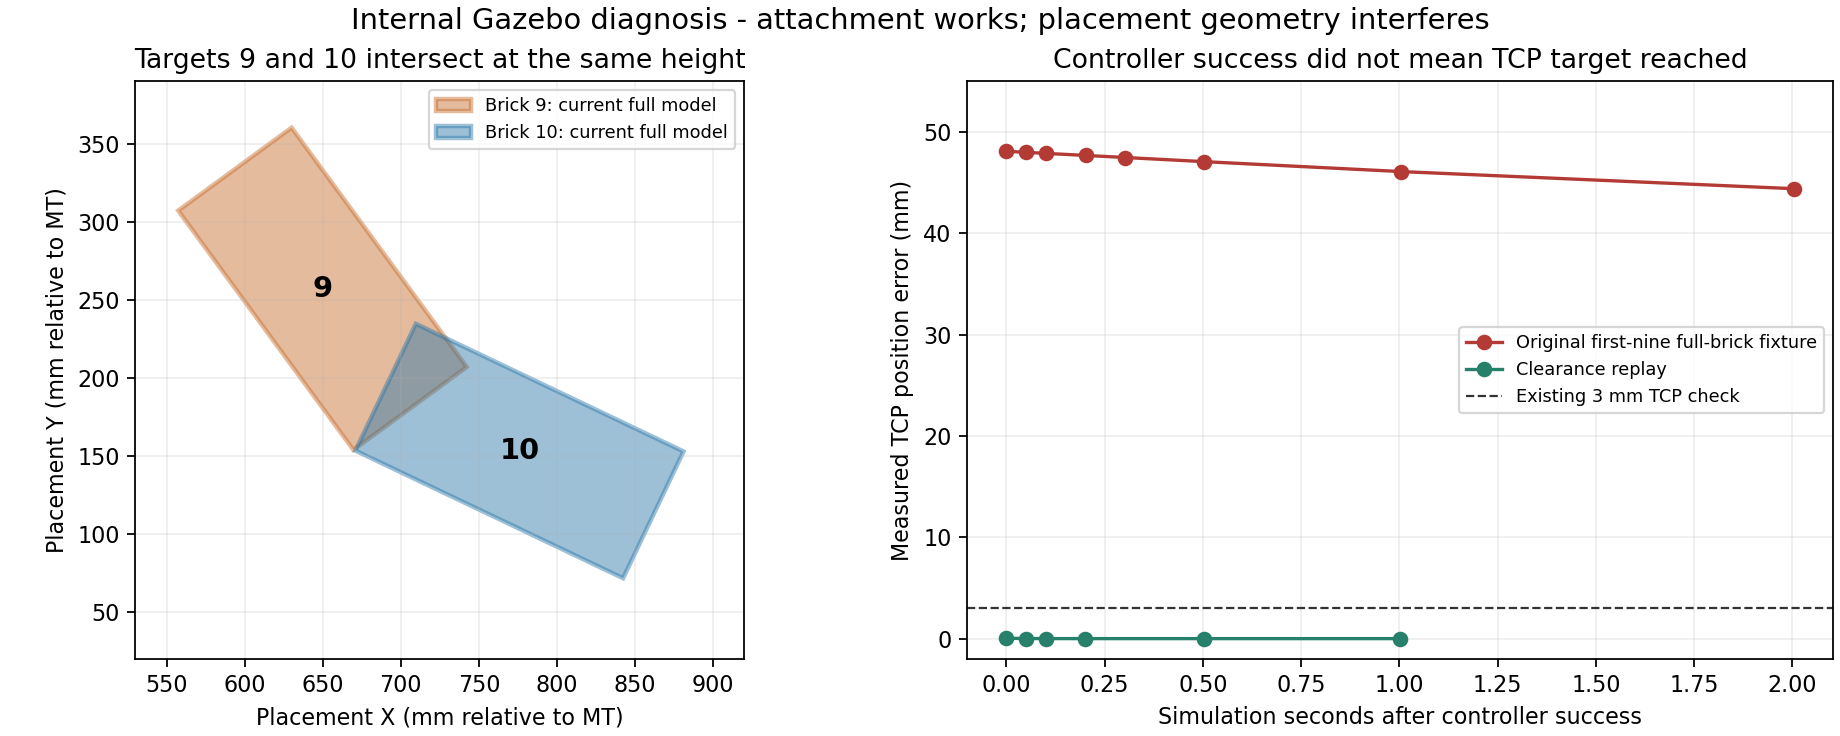 Internal Gazebo diagnosis - attachment works; placement geometry interferes
Targets 9 and 10 intersect at the same height
Brick 9: current full model
Brick 10: current full model
9
10
350
300
250
200
150
100
50
550 600 650 700 750 800 850 900
Placement Y (mm relative to MT)
Placement X (mm relative to MT)
Controller success did not mean TCP target reached
Original first-nine full-brick fixture
Clearance replay
Existing 3 mm TCP check
50
40
30
20
10
0
0.00 0.25 0.50 0.75 1.00 1.25 1.50 1.75 2.00
Measured TCP position error (mm)
Simulation seconds after controller success